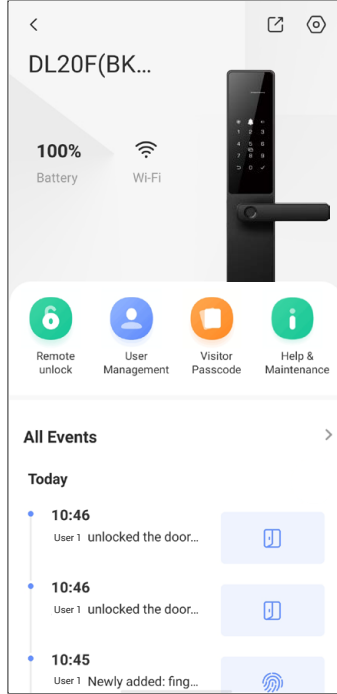 DL20F(BK...
100%
Battery
Wi-Fi
Remote
unlock
User
Management
Visitor
Passcode
Help &
Maintenance
All Events
Today
10:46
User 1 unlocked the door...
10:46
User 1 unlocked the door...
10:45
User 1 Newly added: fing...